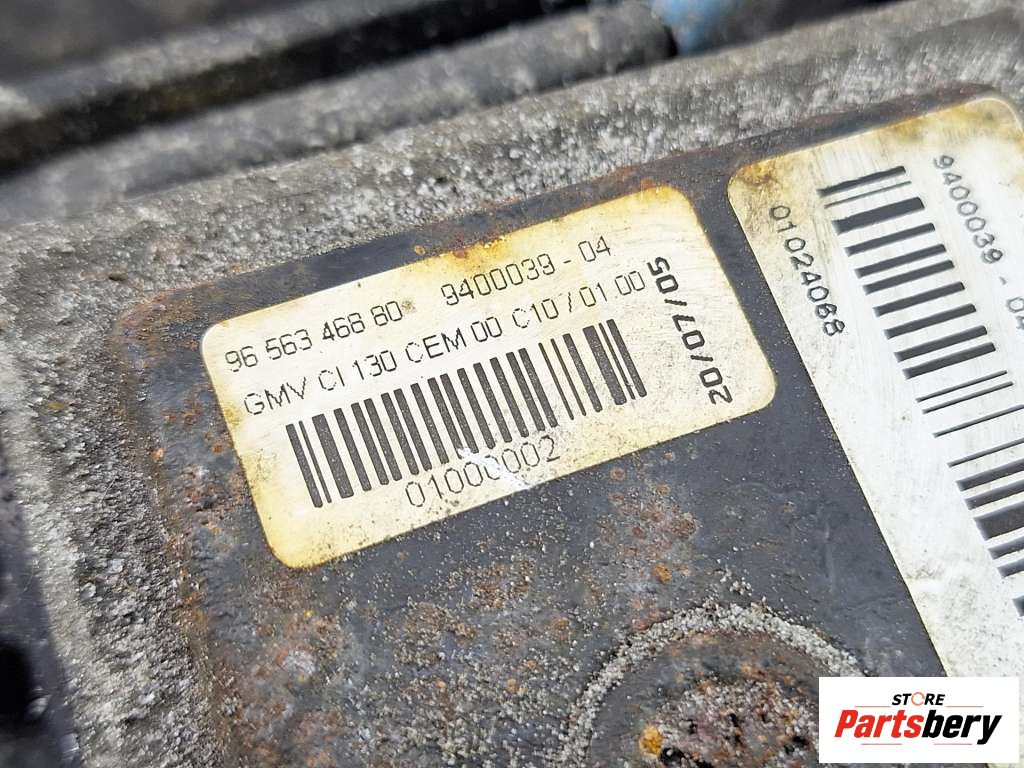 96 563 468 80 9400039-04
GMV CI 130 CEM 00 C10 / 01 00
01000002
20/07/05
9400039-04
01024068
STORE
Partsbery